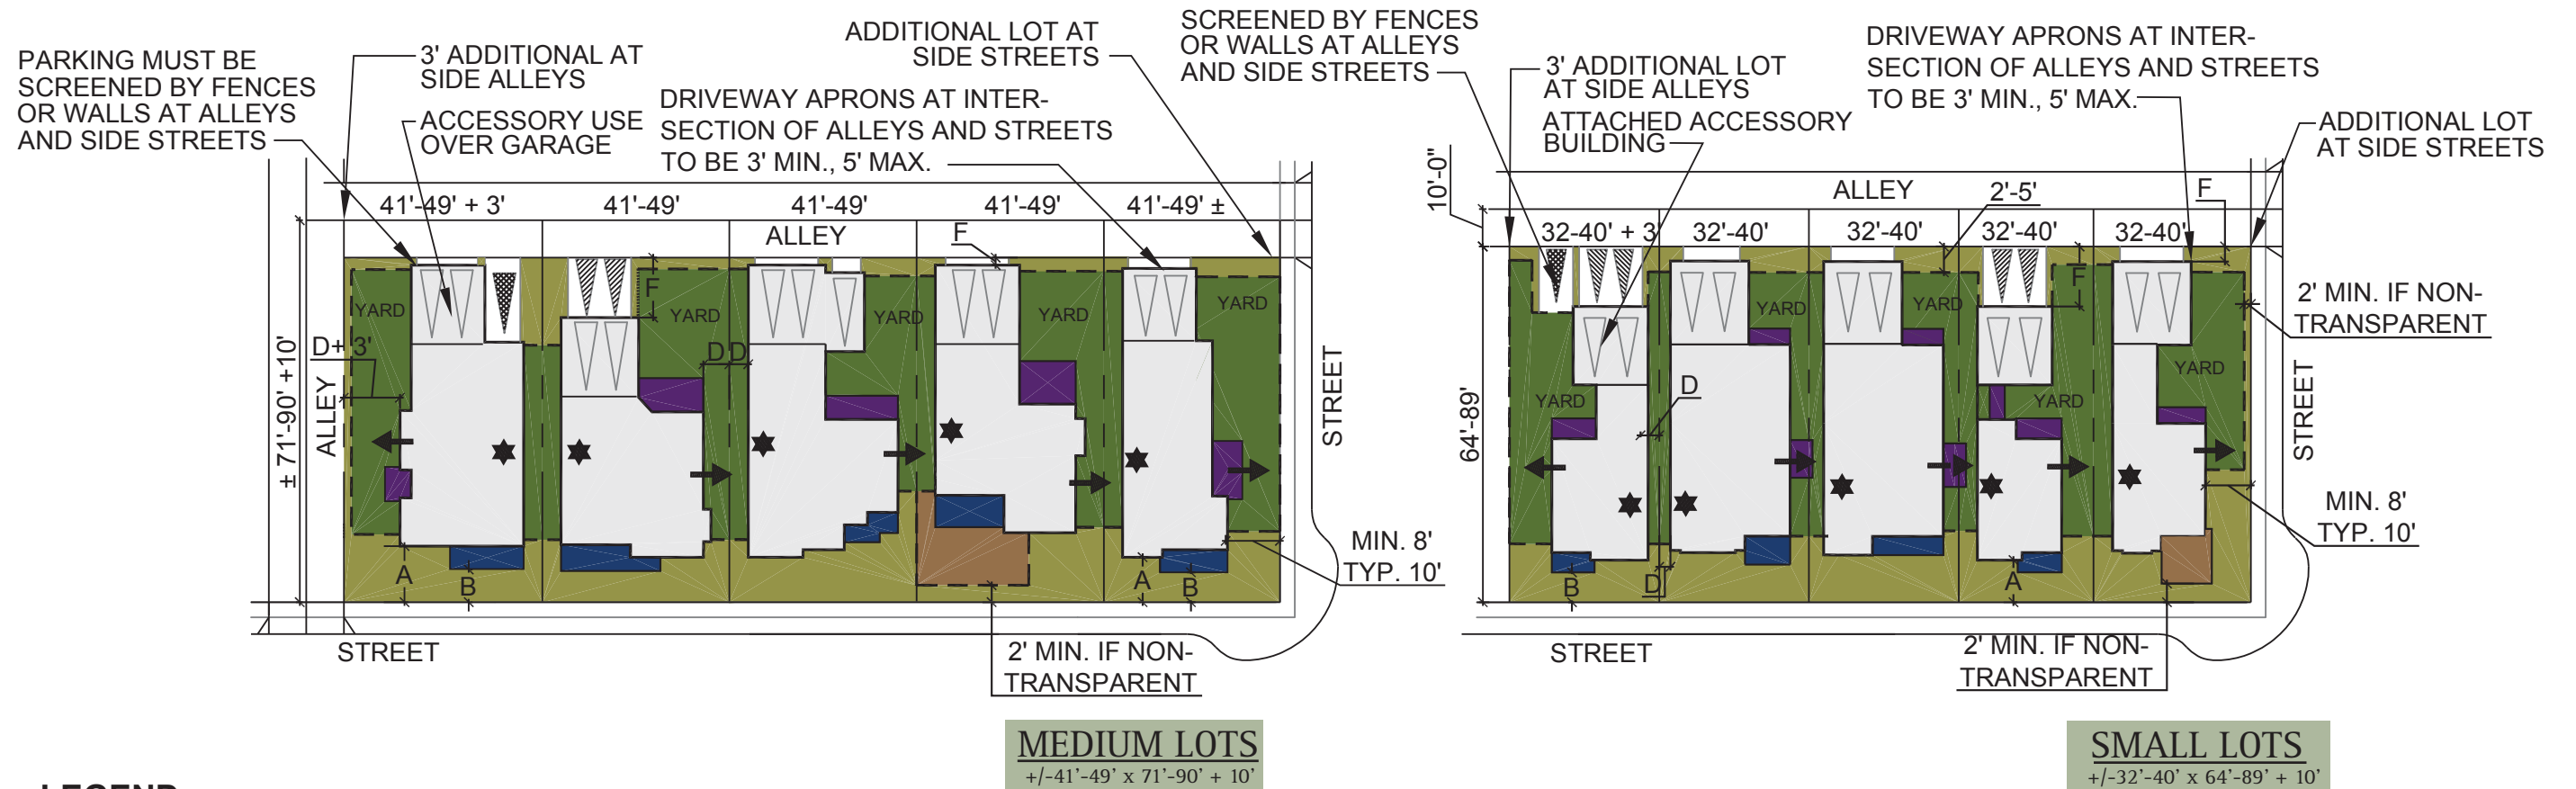 PARKING MUST BE
SCREENED BY FENCES
OR WALLS AT ALLEYS
AND SIDE STREETS
3' ADDITIONAL AT
SIDE ALLEYS
ACCESSORY USE
OVER GARAGE
ADDITIONAL LOT AT
SIDE STREETS
DRIVEWAY APRONS AT INTER-
SECTION OF ALLEYS AND STREETS
TO BE 3' MIN., 5' MAX.
41'-49' + 3'
41'-49'
41'-49'
41'-49'
41'-49' ±
ALLEY
F
F
YARD
YARD
YARD
YARD
YARD
D+ 3'
D D
± 71'-90' +10'
ALLEY
STREET
A
B
A
B
MIN. 8'
TYP. 10'
STREET
2' MIN. IF NON-
TRANSPARENT
MEDIUM LOTS
+/-41'-49' x 71'-90' + 10'
SCREENED BY FENCES
OR WALLS AT ALLEYS
AND SIDE STREETS
3' ADDITIONAL LOT
AT SIDE ALLEYS
ATTACHED ACCESSORY
BUILDING
DRIVEWAY APRONS AT INTER-
SECTION OF ALLEYS AND STREETS
TO BE 3' MIN., 5' MAX.
ADDITIONAL LOT
AT SIDE STREETS
10'-0"
ALLEY
2'-5'
F
32-40' + 3
32'-40'
32'-40'
32'-40'
32-40'
F
2' MIN. IF NON-
TRANSPARENT
YARD
YARD
YARD
YARD
YARD
D
64'-89'
STREET
MIN. 8'
TYP. 10'
B
D
A
STREET
2' MIN. IF NON-
TRANSPARENT
SMALL LOTS
+/-32'-40' x 64'-89' + 10'